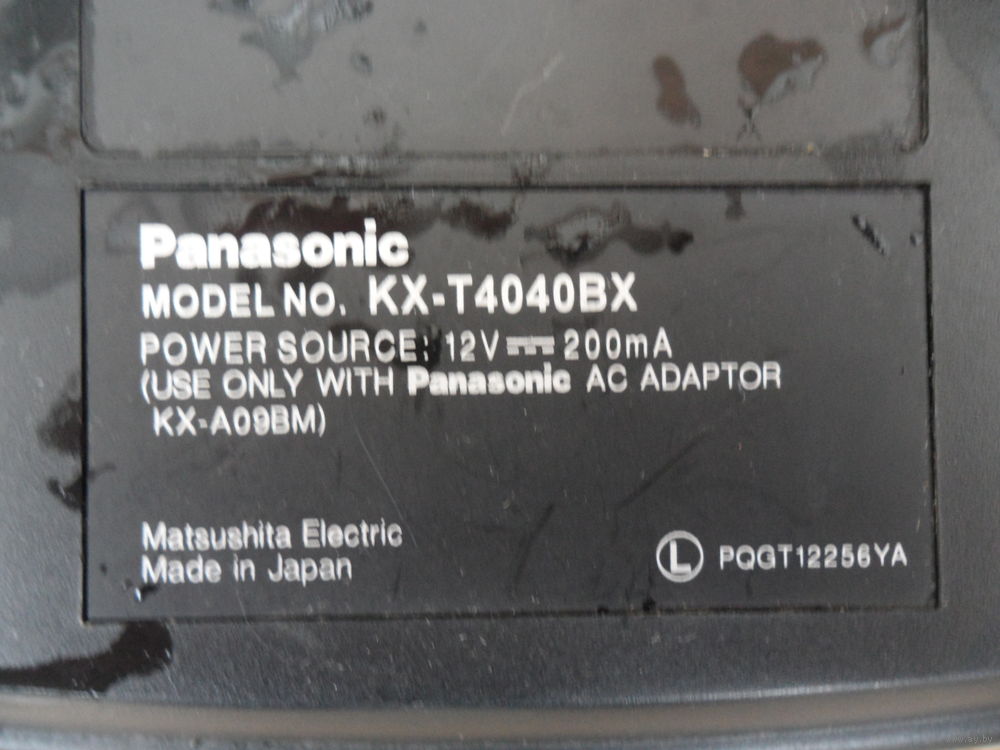 Panasonic
MODEL NO. KX-T4040BX
POWER SOURCE: 12V ⎓ 200mA
(USE ONLY WITH Panasonic AC ADAPTOR
KX-A09BM)
Matsushita Electric
Made in Japan
L PQGT12256YA